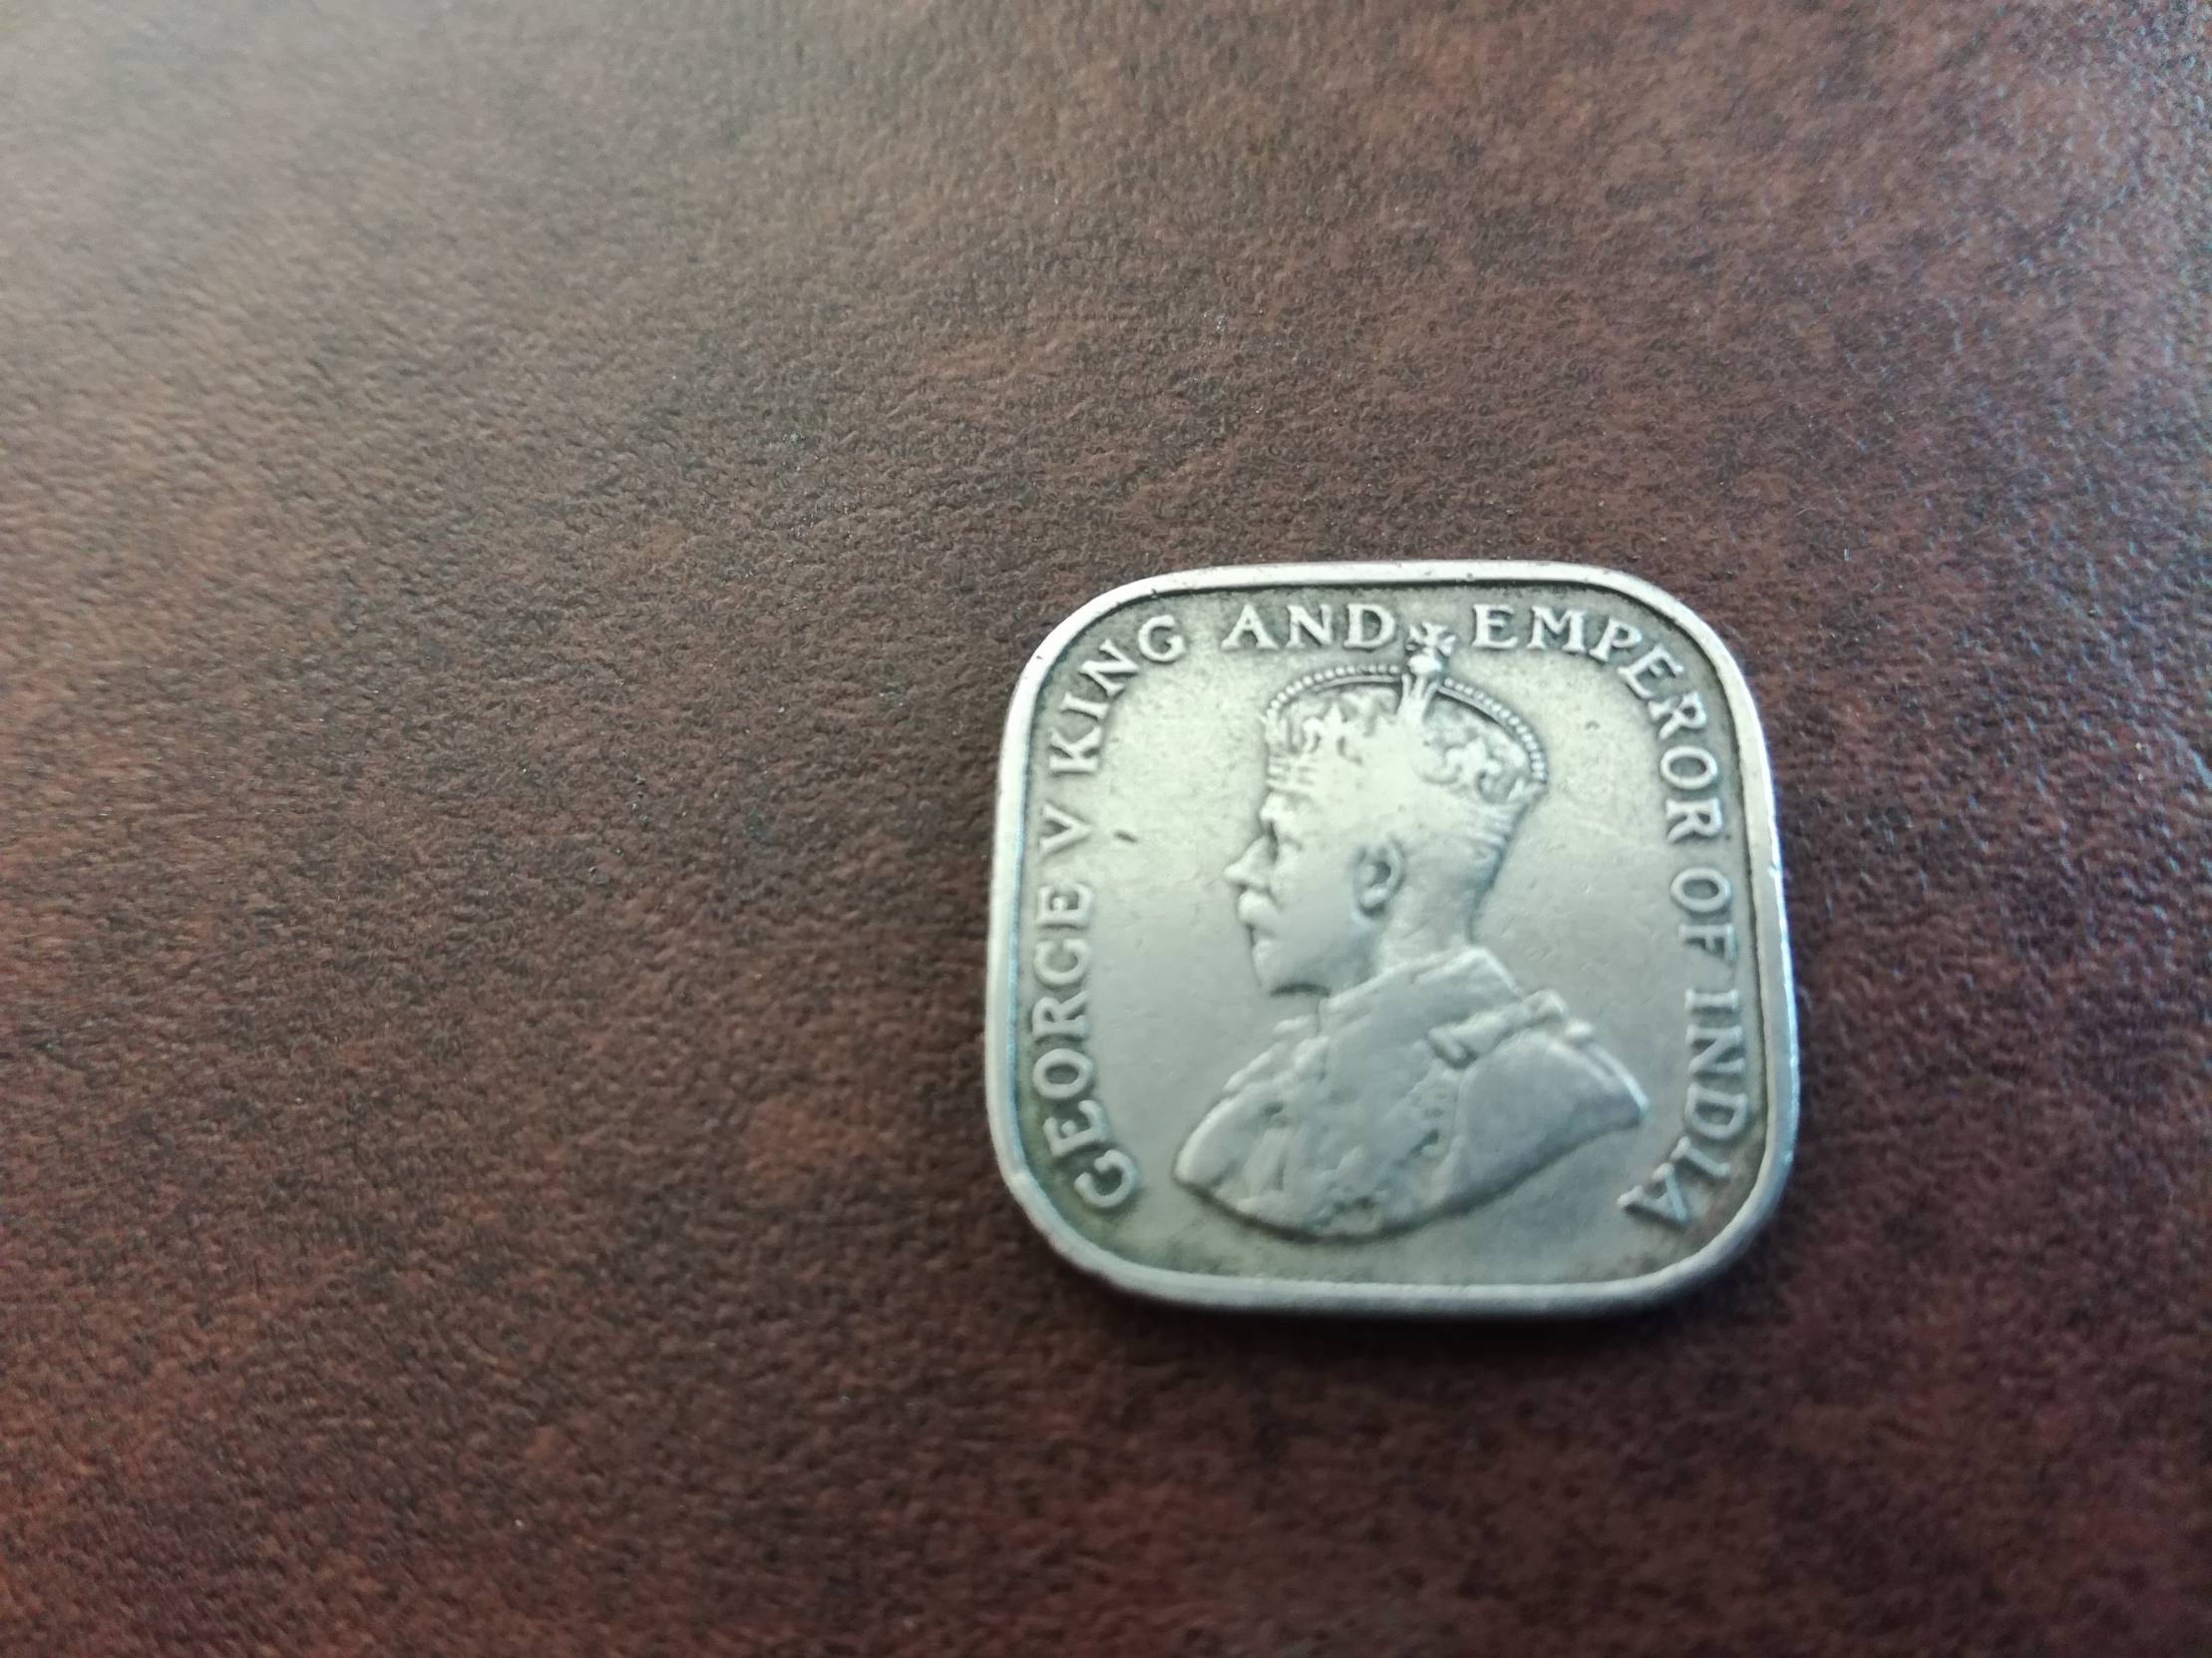 GEORGE V KING AND EMPEROR OF INDIA